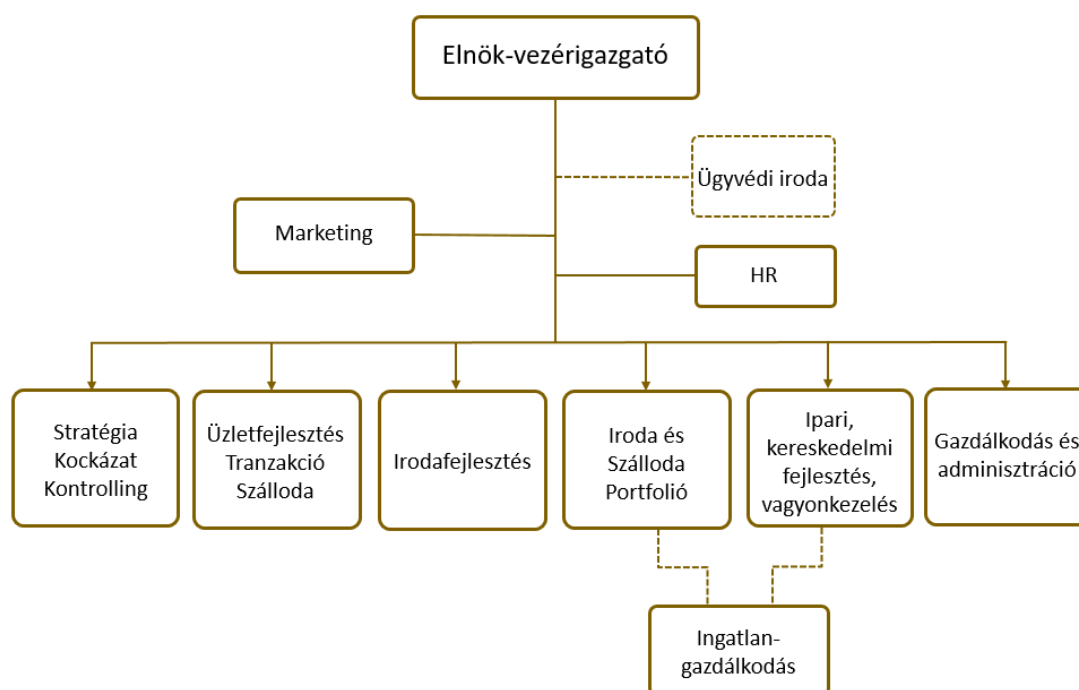 Elnök-vezérigazgató
Ügyvédi iroda
Marketing
HR
Stratégia
Kockázat
Kontrolling
Üzletfejlesztés
Tranzakció
Szálloda
Irodafejlesztés
Iroda és
Szálloda
Portfolió
Ipari,
kereskedelmi
fejlesztés,
vagyonkezelés
Gazdálkodás és
adminisztráció
Ingatlan-
gazdálkodás